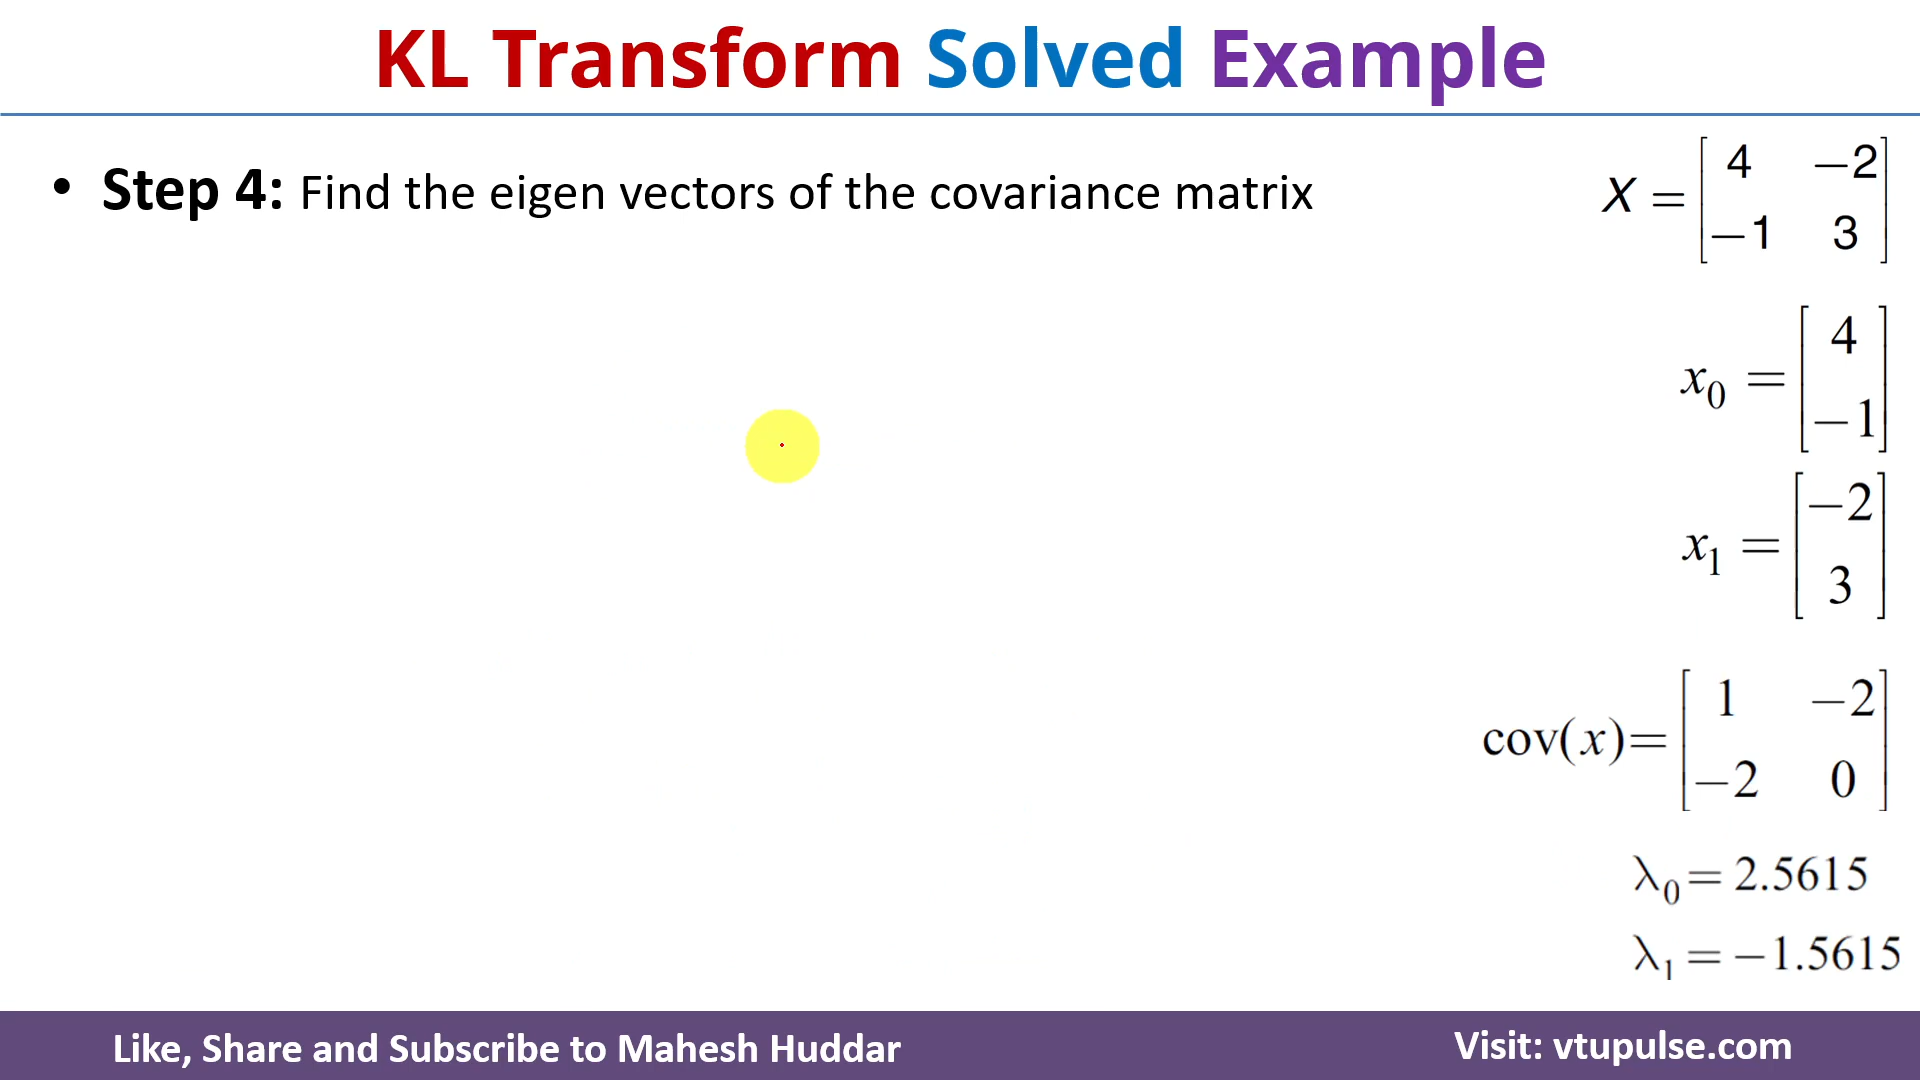 KL Transform Solved Example
• Step 4: Find the eigen vectors of the covariance matrix
X = [4 −2
−1 3]
x₀ = [4
−1]
x₁ = [−2
3]
cov(x)= [1 −2
−2 0]
λ₀= 2.5615
λ₁ = −1.5615
Like, Share and Subscribe to Mahesh Huddar
Visit: vtupulse.com